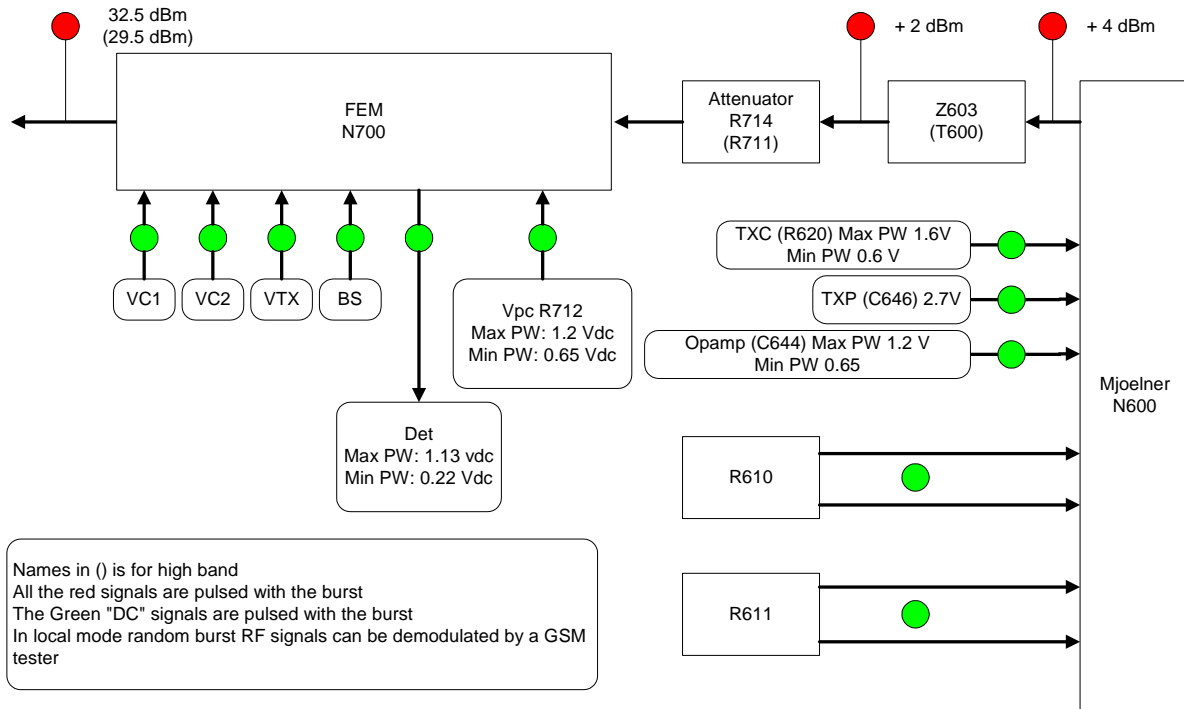 32.5 dBm
(29.5 dBm)
+ 2 dBm
+ 4 dBm
FEM
N700
Attenuator
R714
(R711)
Z603
(T600)
TXC (R620) Max PW 1.6V
Min PW 0.6 V
VC1
VC2
VTX
BS
Vpc R712
Max PW: 1.2 Vdc
Min PW: 0.65 Vdc
TXP (C646) 2.7V
Opamp (C644) Max PW 1.2 V
Min PW 0.65
Mjoelner
N600
Det
Max PW: 1.13 vdc
Min PW: 0.22 Vdc
R610
R611
Names in () is for high band
All the red signals are pulsed with the burst
The Green "DC" signals are pulsed with the burst
In local mode random burst RF signals can be demodulated by a GSM
tester